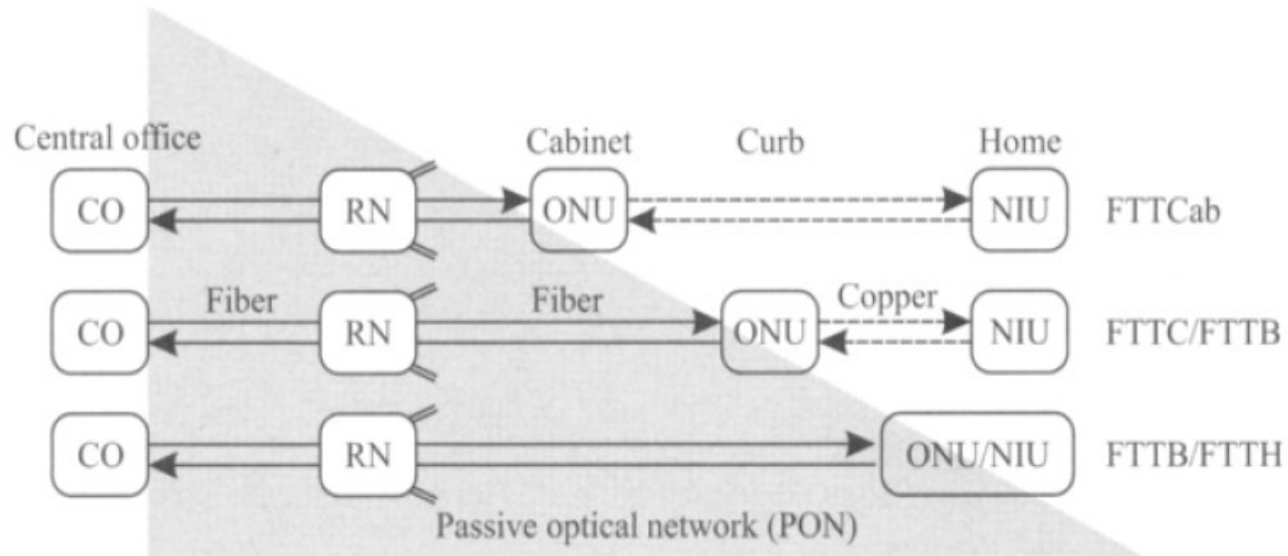 Central office Cabinet Curb Home
CO RN ONU NIU FTTCab
Fiber Fiber Copper
CO RN ONU NIU FTTC/FTTB
CO RN ONU/NIU FTTB/FTTH
Passive optical network (PON)